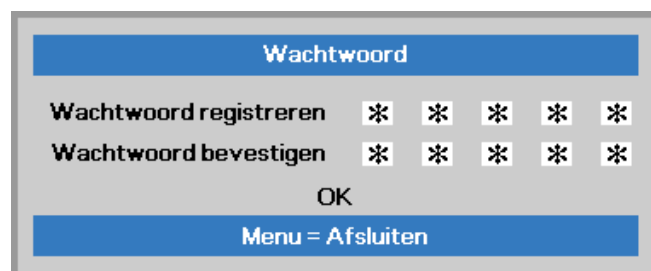 Wachtwoord
Wachtwoord registreren * * * * *
Wachtwoord bevestigen * * * * *
OK
Menu = Afsluiten